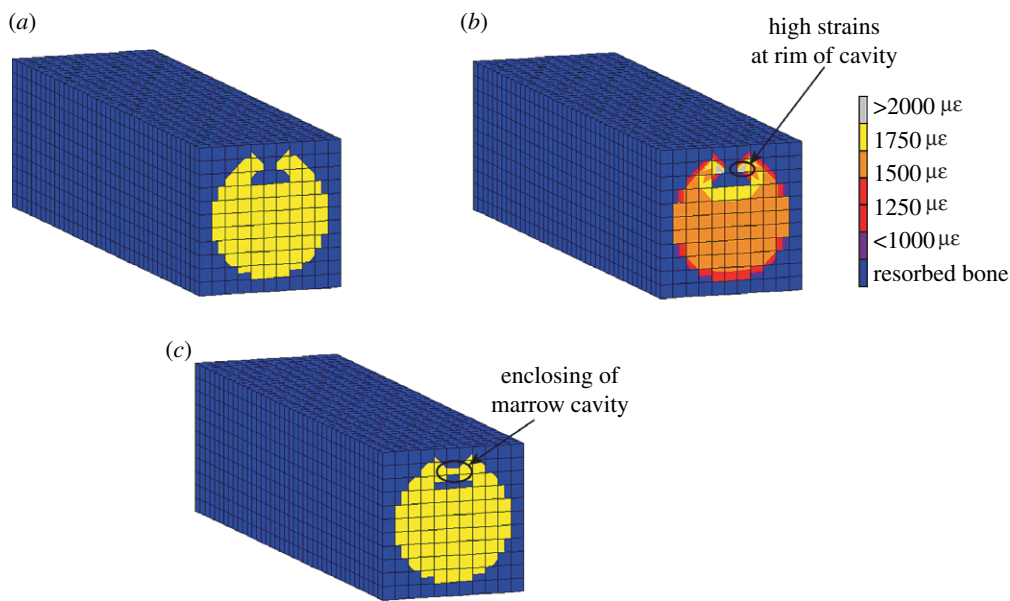 (a)
(b)
high strains
at rim of cavity
>2000 µε
1750 µε
1500 µε
1250 µε
<1000 µε
resorbed bone
(c)
enclosing of
marrow cavity